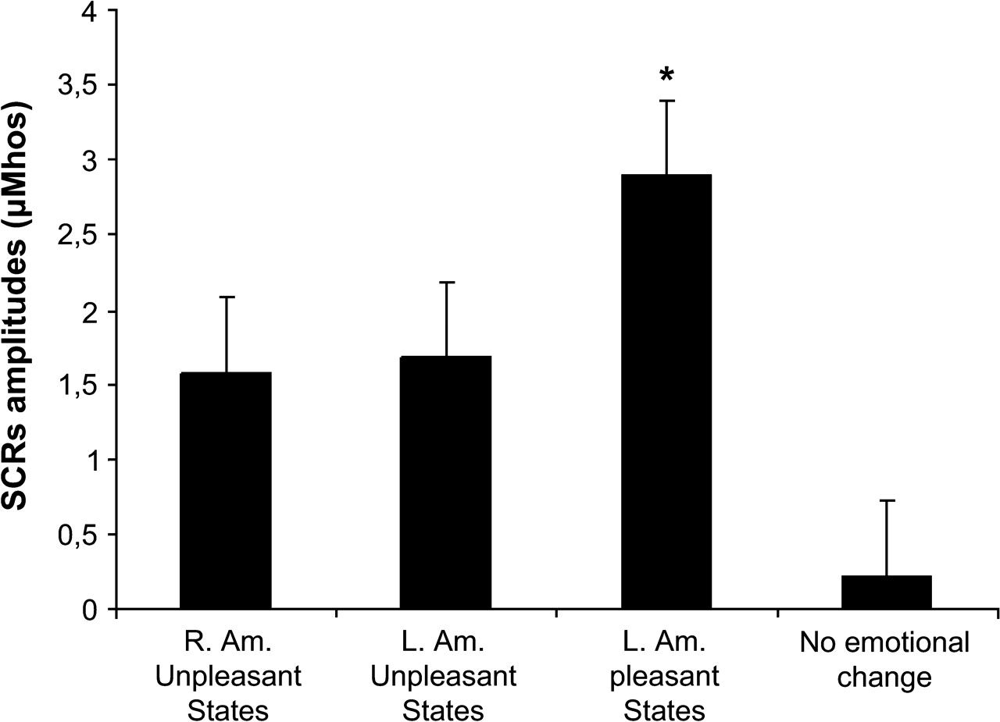 4
3,5
3
2,5
2
1,5
1
0,5
0
SCRs amplitudes (µMhos)
*
R. Am.
Unpleasant
States
L. Am.
Unpleasant
States
L. Am.
pleasant
States
No emotional
change